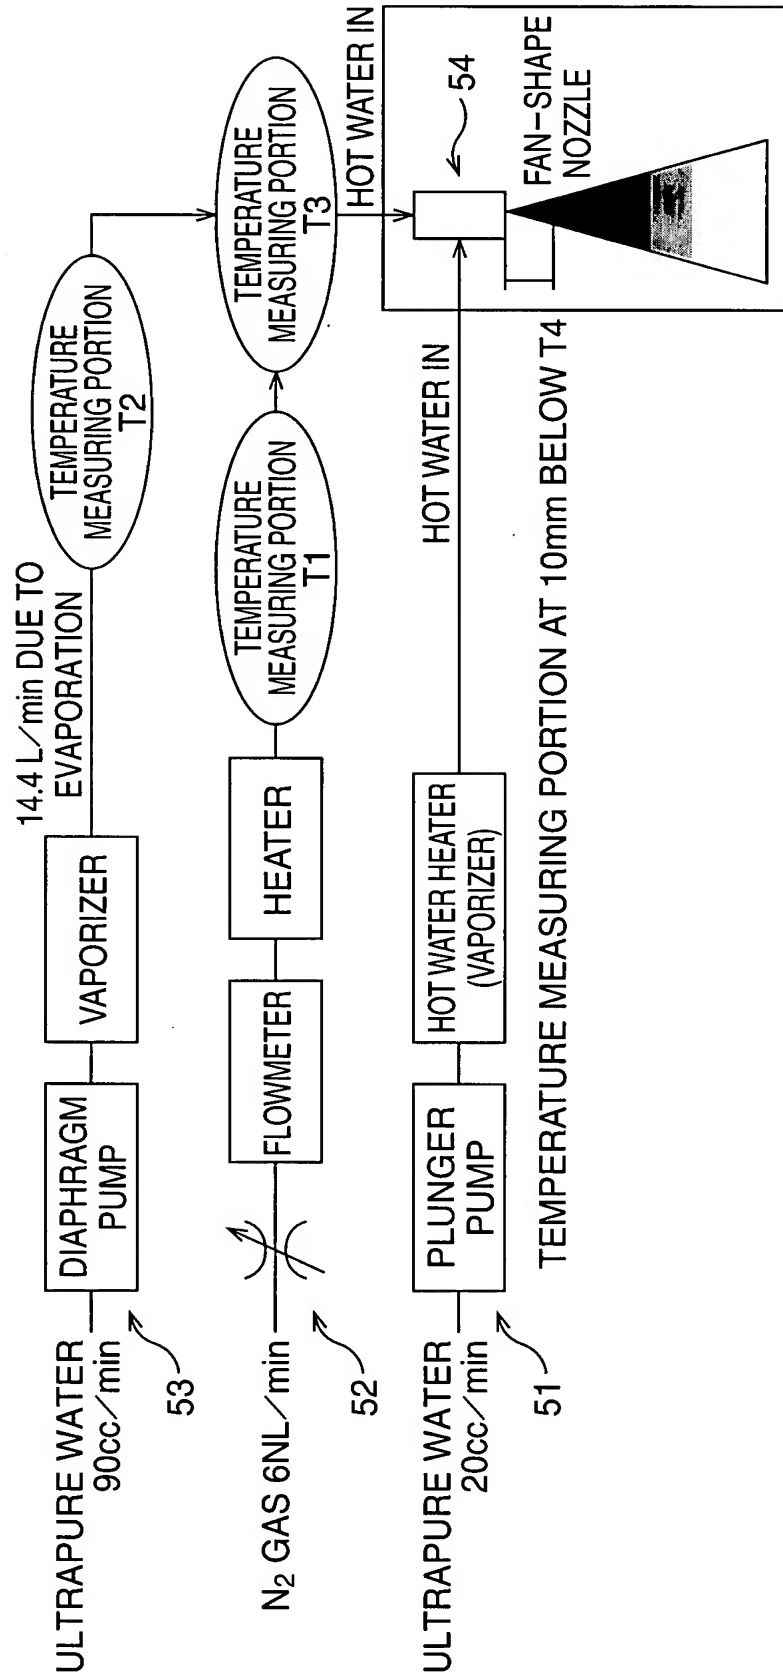 ULTRAPURE WATER
90cc/min
53
DIAPHRAGM
PUMP
VAPORIZER
14.4 L/min DUE TO
EVAPORATION
TEMPERATURE
MEASURING PORTION
T2
N2 GAS 6NL/min
52
FLOWMETER
HEATER
TEMPERATURE
MEASURING PORTION
T1
TEMPERATURE
MEASURING PORTION
T3
HOT WATER IN
ULTRAPURE WATER
20cc/min
51
PLUNGER
PUMP
HOT WATER HEATER
(VAPORIZER)
HOT WATER IN
54
FAN-SHAPE
NOZZLE
TEMPERATURE MEASURING PORTION AT 10mm BELOW T4